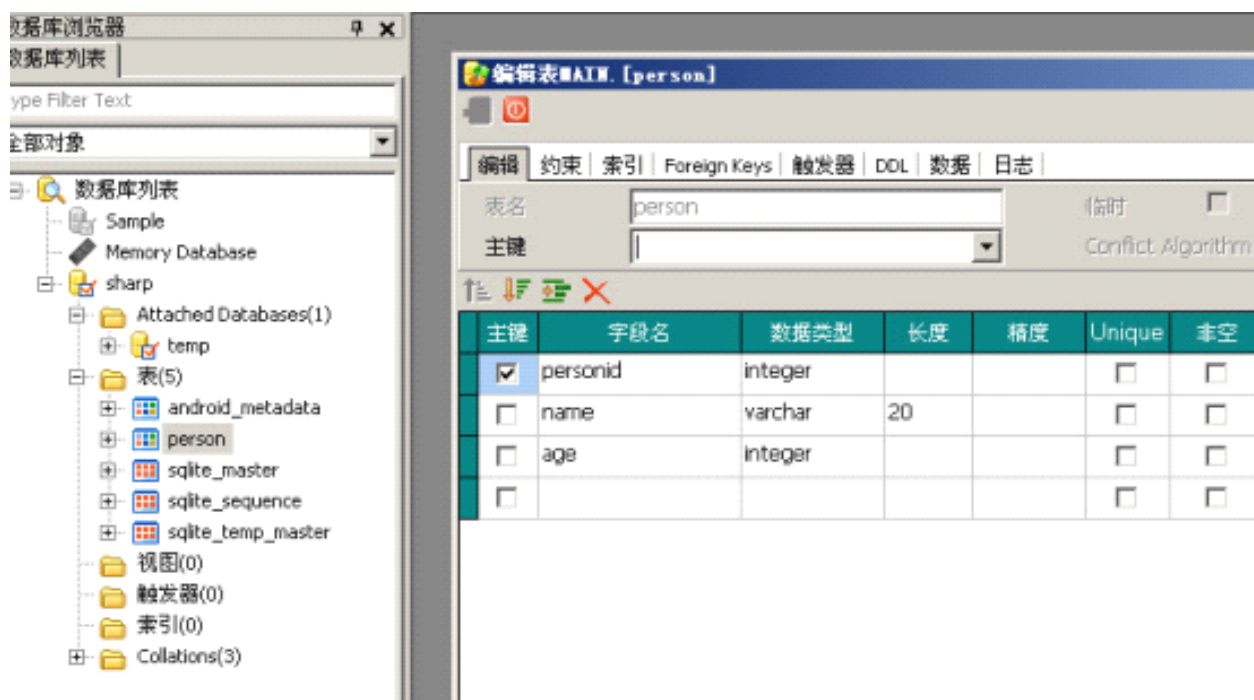 数据库浏览器
数据库列表
ype Filter Text
全部对象
数据库列表
Sample
Memory Database
sharp
Attached Databases(1)
temp
表(5)
android_metadata
person
sqlite_master
sqlite_sequence
sqlite_temp_master
视图(0)
触发器(0)
索引(0)
Collations(3)
编辑表MAIN.[person]
编辑 约束 索引 Foreign Keys 触发器 DDL 数据 日志
表名 person 临时
主键 Conflict Algorithm
主键 字段名 数据类型 长度 精度 Unique 非空
personid integer
name varchar 20
age integer